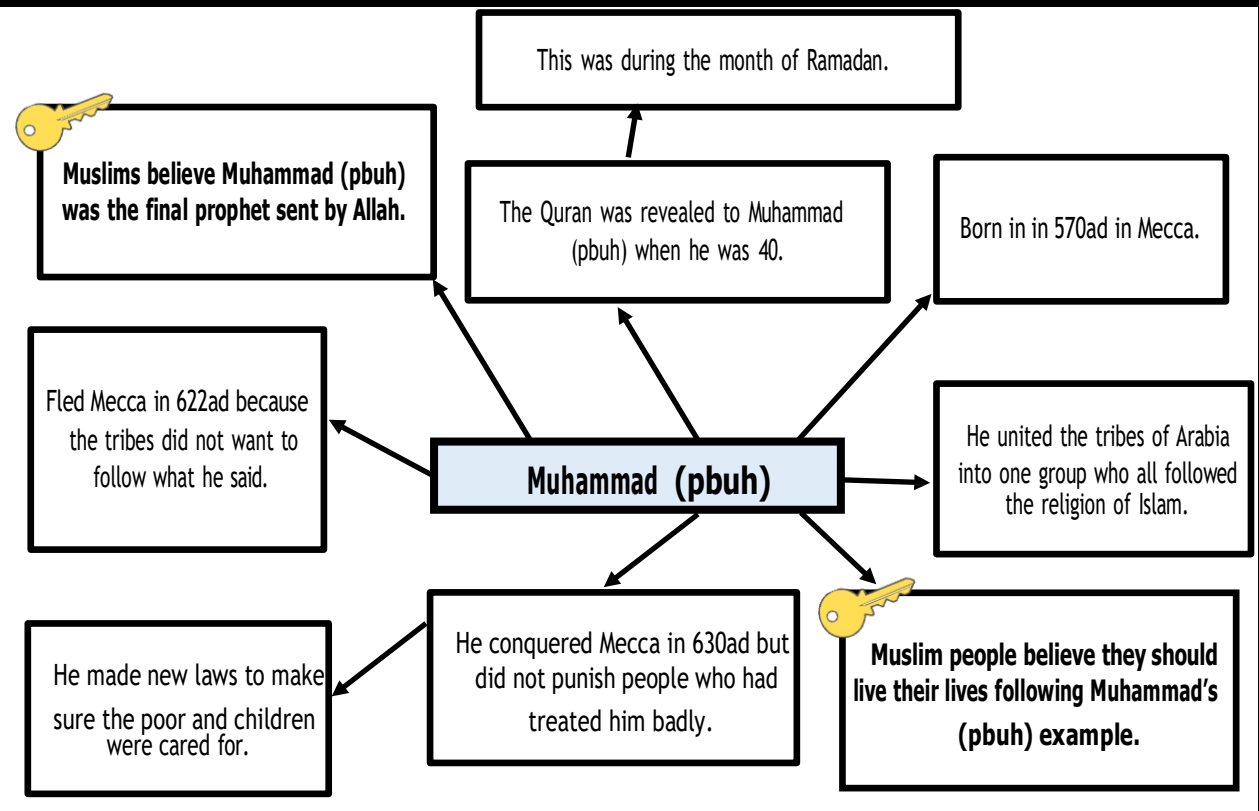 This was during the month of Ramadan.
Muslims believe Muhammad (pbuh)
was the final prophet sent by Allah.
The Quran was revealed to Muhammad
(pbuh) when he was 40.
Born in in 570ad in Mecca.
Fled Mecca in 622ad because
the tribes did not want to
follow what he said.
Muhammad (pbuh)
He united the tribes of Arabia
into one group who all followed
the religion of Islam.
He made new laws to make
sure the poor and children
were cared for.
He conquered Mecca in 630ad but
did not punish people who had
treated him badly.
Muslim people believe they should
live their lives following Muhammad's
(pbuh) example.